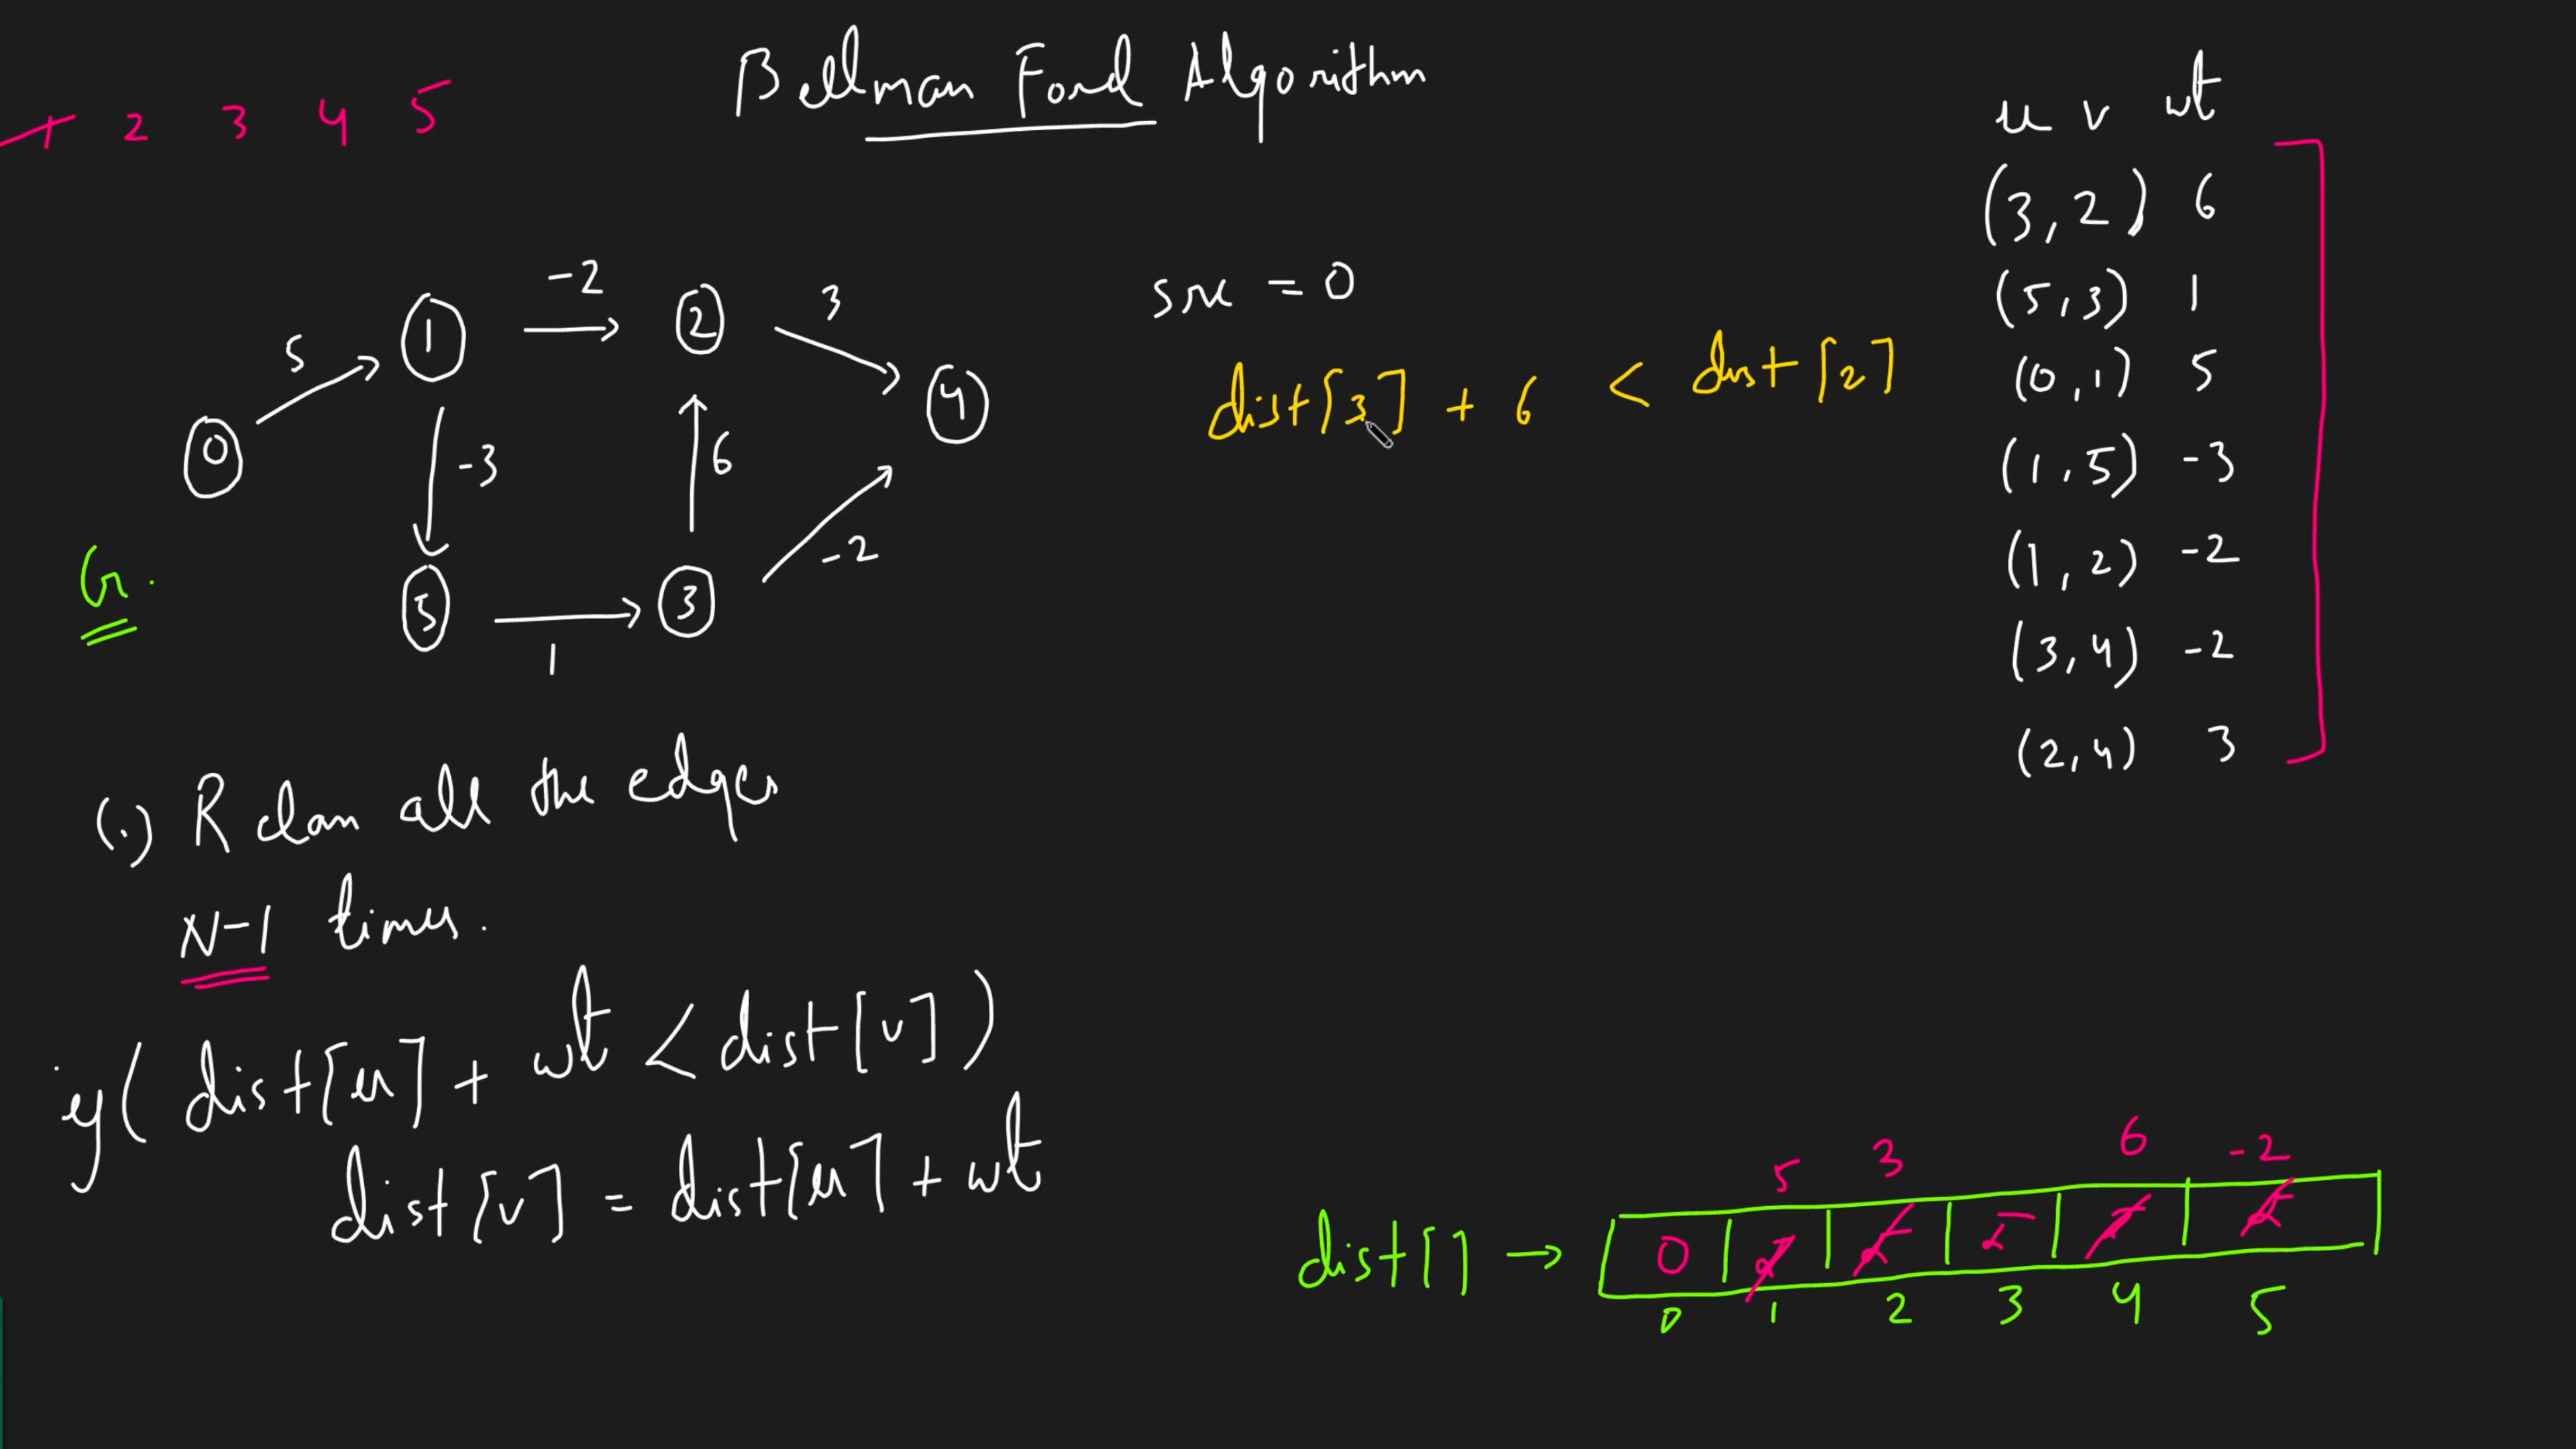 Bellman Ford Algorithm
1 2 3 4 5
u v wt
(3, 2) 6
(5, 3) 1
(0, 1) 5
(1, 5) -3
(1, 2) -2
(3, 4) -2
(2, 4) 3
src = 0
dist[3] + 6 < dist[2]
-2
3
5
1
2
4
0
-3
6
-2
5
3
1
G.
(.) Relam all the edges
N-1 times.
if( dist[u] + wt < dist[v])
dist[v] = dist[u] + wt
5 3 6 -2
dist[] → 0
0 1 2 3 4 5